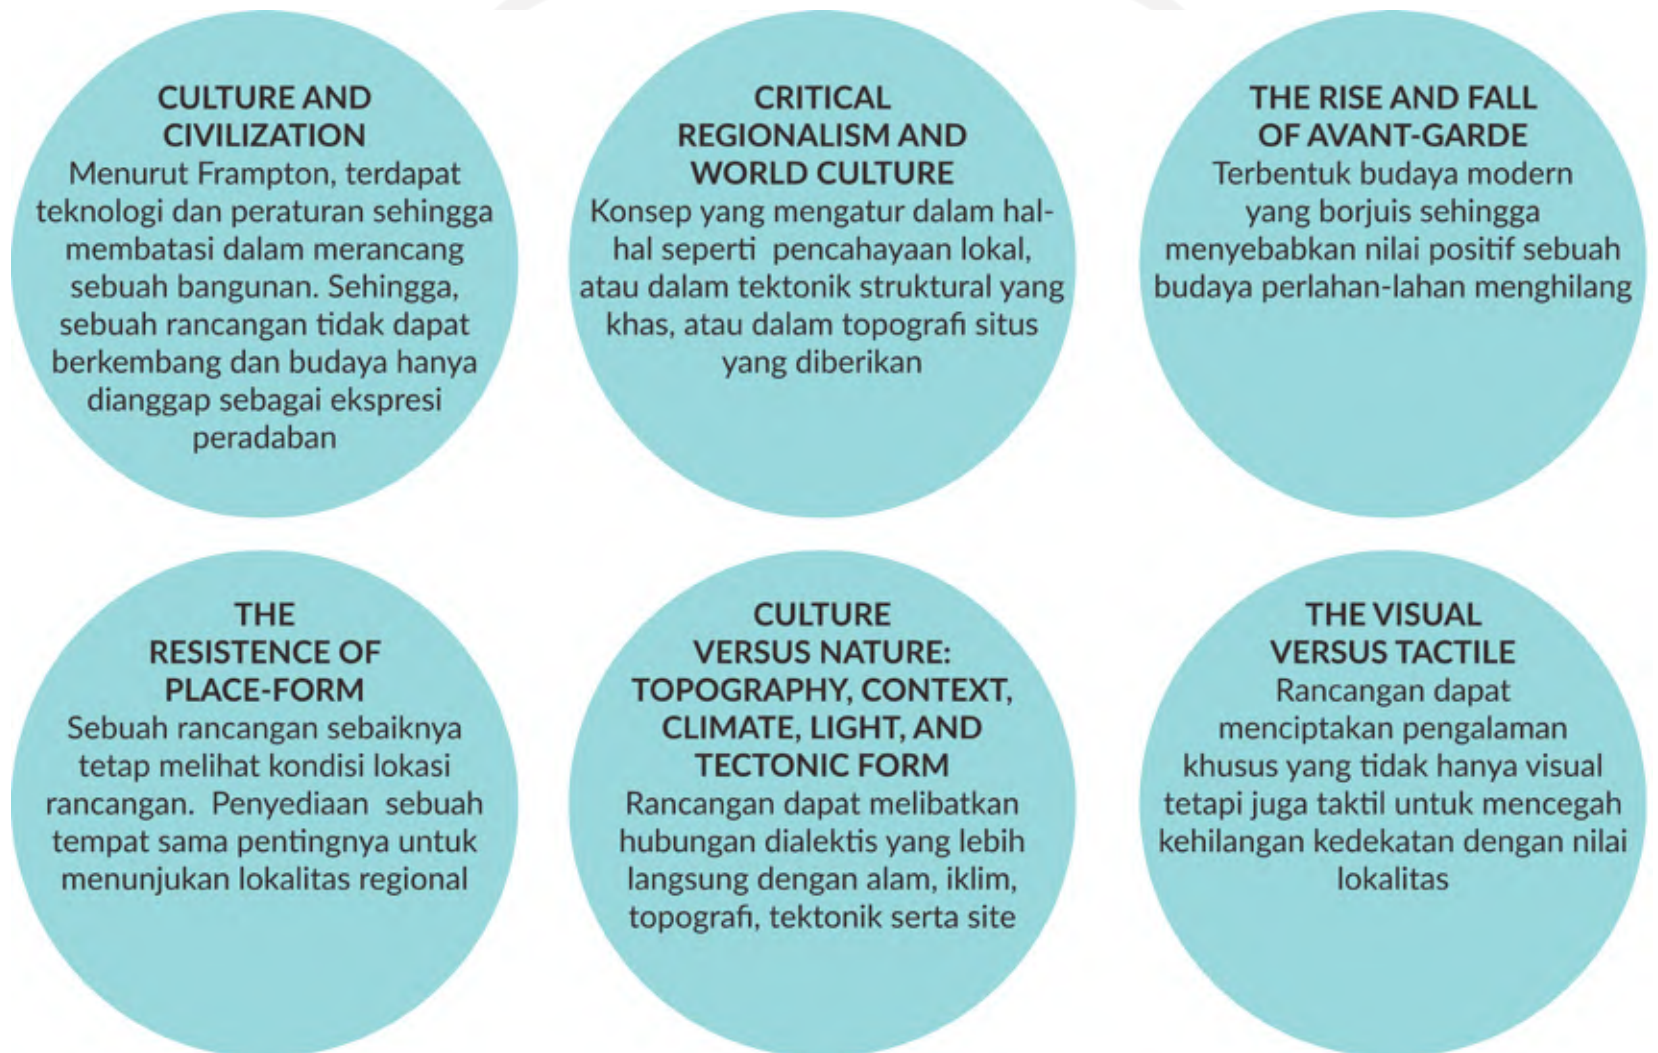 CULTURE AND
CIVILIZATION
Menurut Frampton, terdapat
teknologi dan peraturan sehingga
membatasi dalam merancang
sebuah bangunan. Sehingga,
sebuah rancangan tidak dapat
berkembang dan budaya hanya
dianggap sebagai ekspresi
peradaban
CRITICAL
REGIONALISM AND
WORLD CULTURE
Konsep yang mengatur dalam hal-
hal seperti pencahayaan lokal,
atau dalam tektonik struktural yang
khas, atau dalam topografi situs
yang diberikan
THE RISE AND FALL
OF AVANT-GARDE
Terbentuk budaya modern
yang borjuis sehingga
menyebabkan nilai positif sebuah
budaya perlahan-lahan menghilang
THE
RESISTENCE OF
PLACE-FORM
Sebuah rancangan sebaiknya
tetap melihat kondisi lokasi
rancangan. Penyediaan sebuah
tempat sama pentingnya untuk
menunjukan lokalitas regional
CULTURE
VERSUS NATURE:
TOPOGRAPHY, CONTEXT,
CLIMATE, LIGHT, AND
TECTONIC FORM
Rancangan dapat melibatkan
hubungan dialektis yang lebih
langsung dengan alam, iklim,
topografi, tektonik serta site
THE VISUAL
VERSUS TACTILE
Rancangan dapat
menciptakan pengalaman
khusus yang tidak hanya visual
tetapi juga taktil untuk mencegah
kehilangan kedekatan dengan nilai
lokalitas